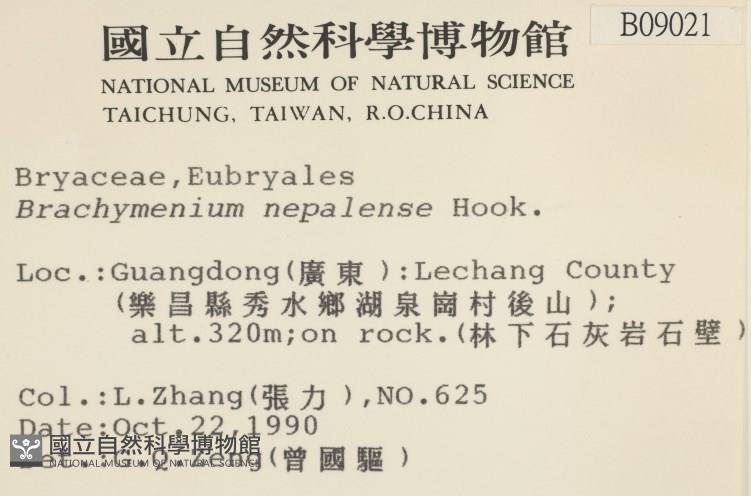 國立自然科學博物館
B09021
NATIONAL MUSEUM OF NATURAL SCIENCE
TAICHUNG, TAIWAN, R.O.CHINA
Bryaceae,Eubryales
Brachymenium nepalense Hook.
Loc.:Guangdong(廣東):Lechang County
(樂昌縣秀水鄉湖泉崗村後山);
alt.320m;on rock.(林下石灰岩石壁)
Col.:L.Zhang(張力),NO.625
Date:Oct.22,1990
Det.:G.Q.Zeng(曾國驅)
國立自然科學博物館
NATIONAL MUSEUM OF NATURAL SCIENCE